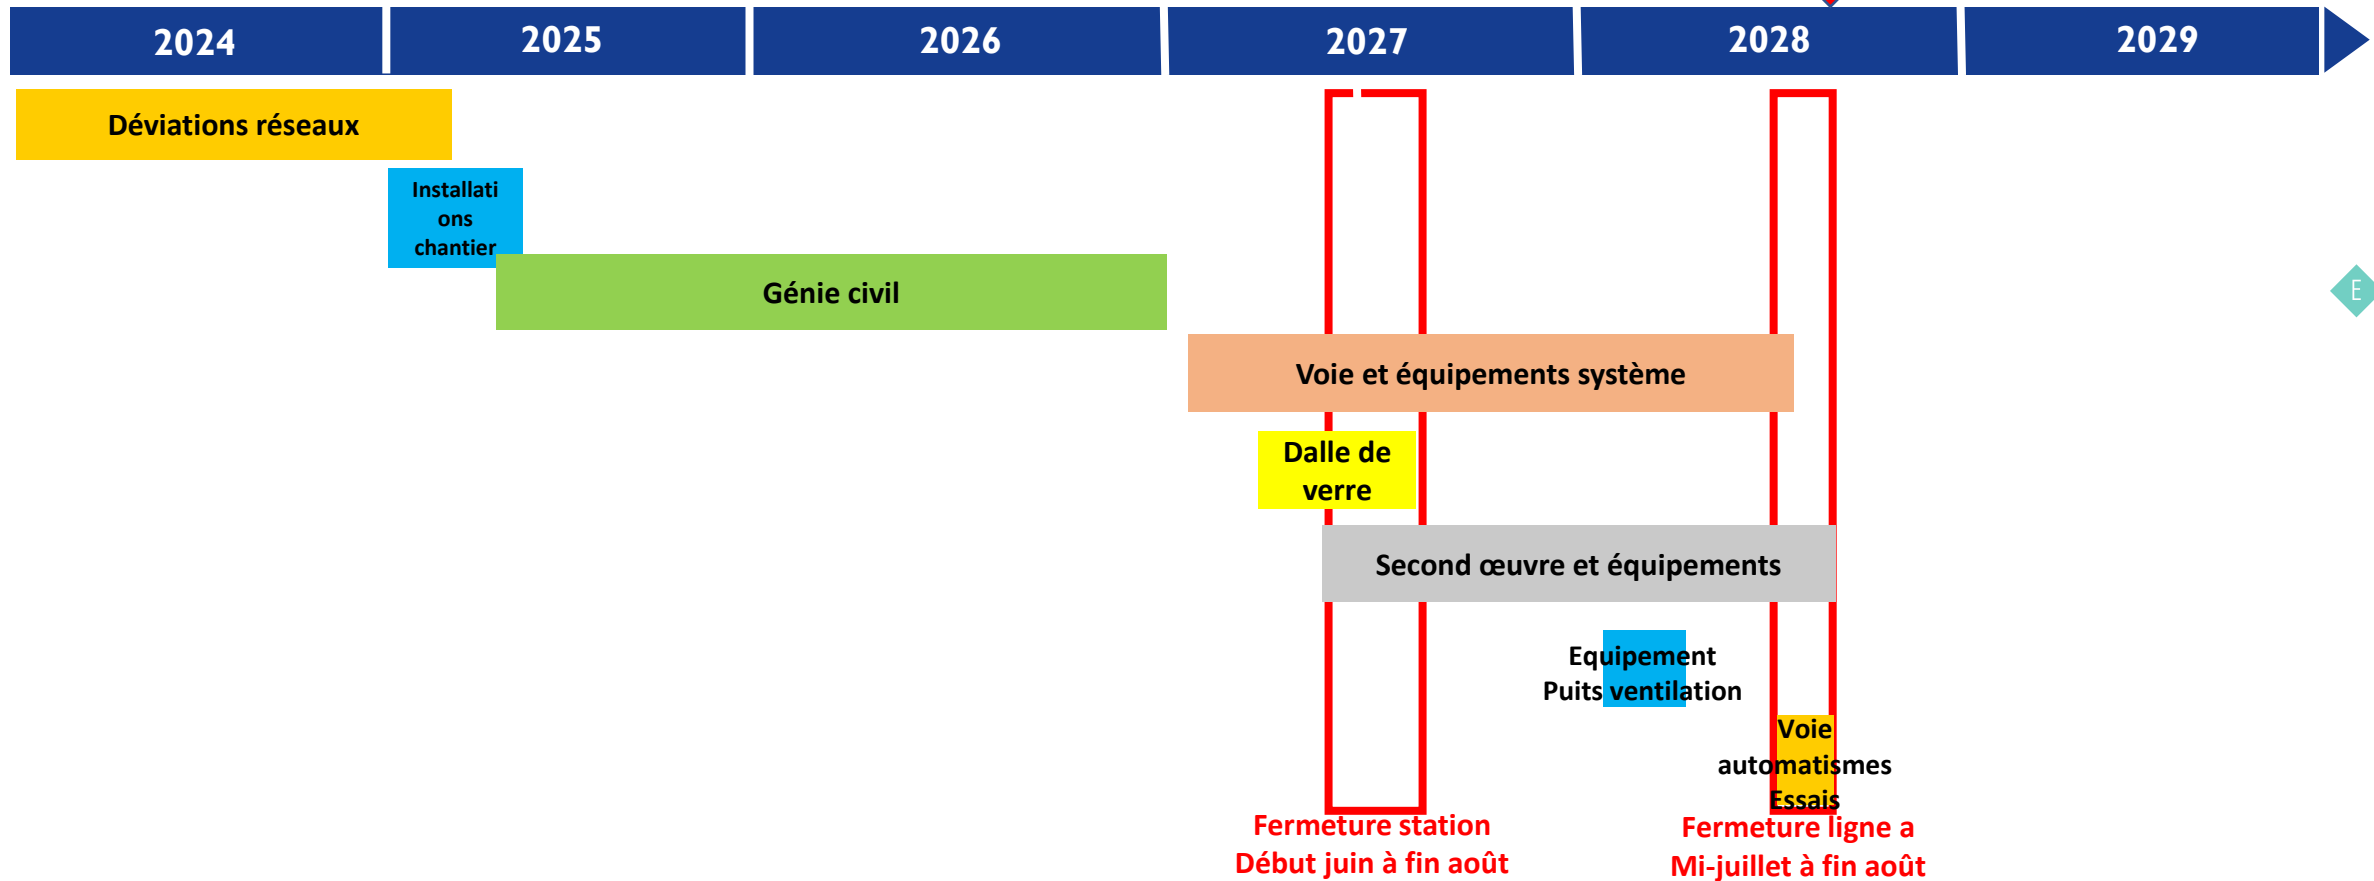 2024
2025
2026
2027
2028
2029
Déviations réseaux
Installati
ons
chantier
Génie civil
E
Voie et équipements système
Dalle de
verre
Second œuvre et équipements
Equipement
Puits ventilation
Voie
automatismes
Essais
Fermeture station
Début juin à fin août
Fermeture ligne a
Mi-juillet à fin août